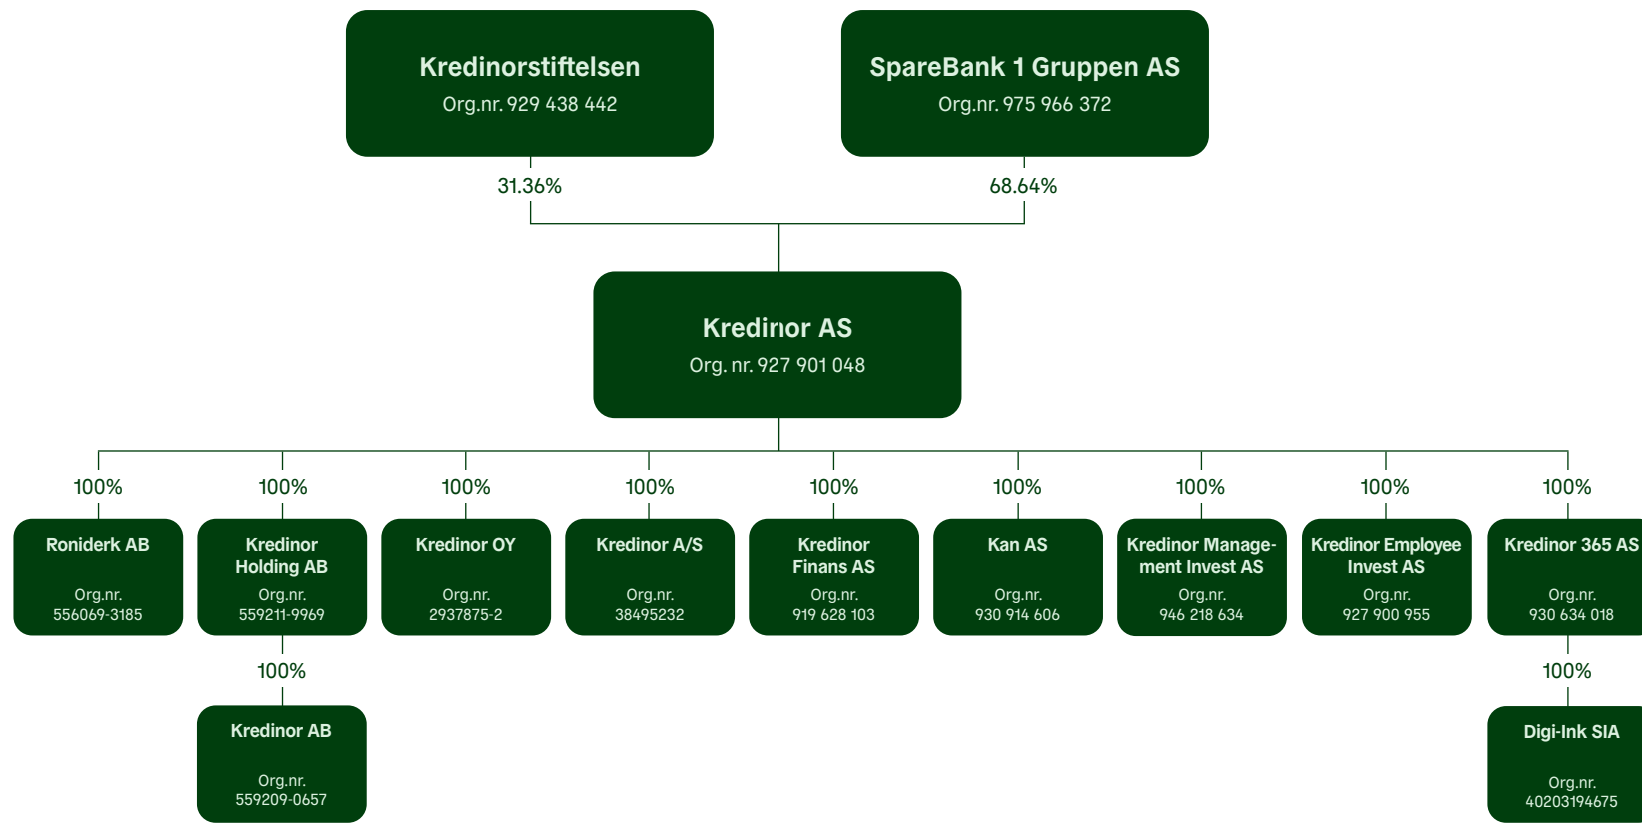 Kredinorstiftelsen
Org.nr. 929 438 442
SpareBank 1 Gruppen AS
Org.nr. 975 966 372
31.36%
68.64%
Kredinor AS
Org. nr. 927 901 048
100%
100%
100%
100%
100%
100%
100%
100%
100%
Roniderk AB
Org.nr.
556069-3185
Kredinor
Holding AB
Org.nr.
559211-9969
Kredinor OY
Org.nr.
2937875-2
Kredinor A/S
Org.nr.
38495232
Kredinor
Finans AS
Org.nr.
919 628 103
Kan AS
Org.nr.
930 914 606
Kredinor Manage-
ment Invest AS
Org.nr.
946 218 634
Kredinor Employee
Invest AS
Org.nr.
927 900 955
Kredinor 365 AS
Org.nr.
930 634 018
100%
100%
Kredinor AB
Org.nr.
559209-0657
Digi-Ink SIA
Org.nr.
40203194675